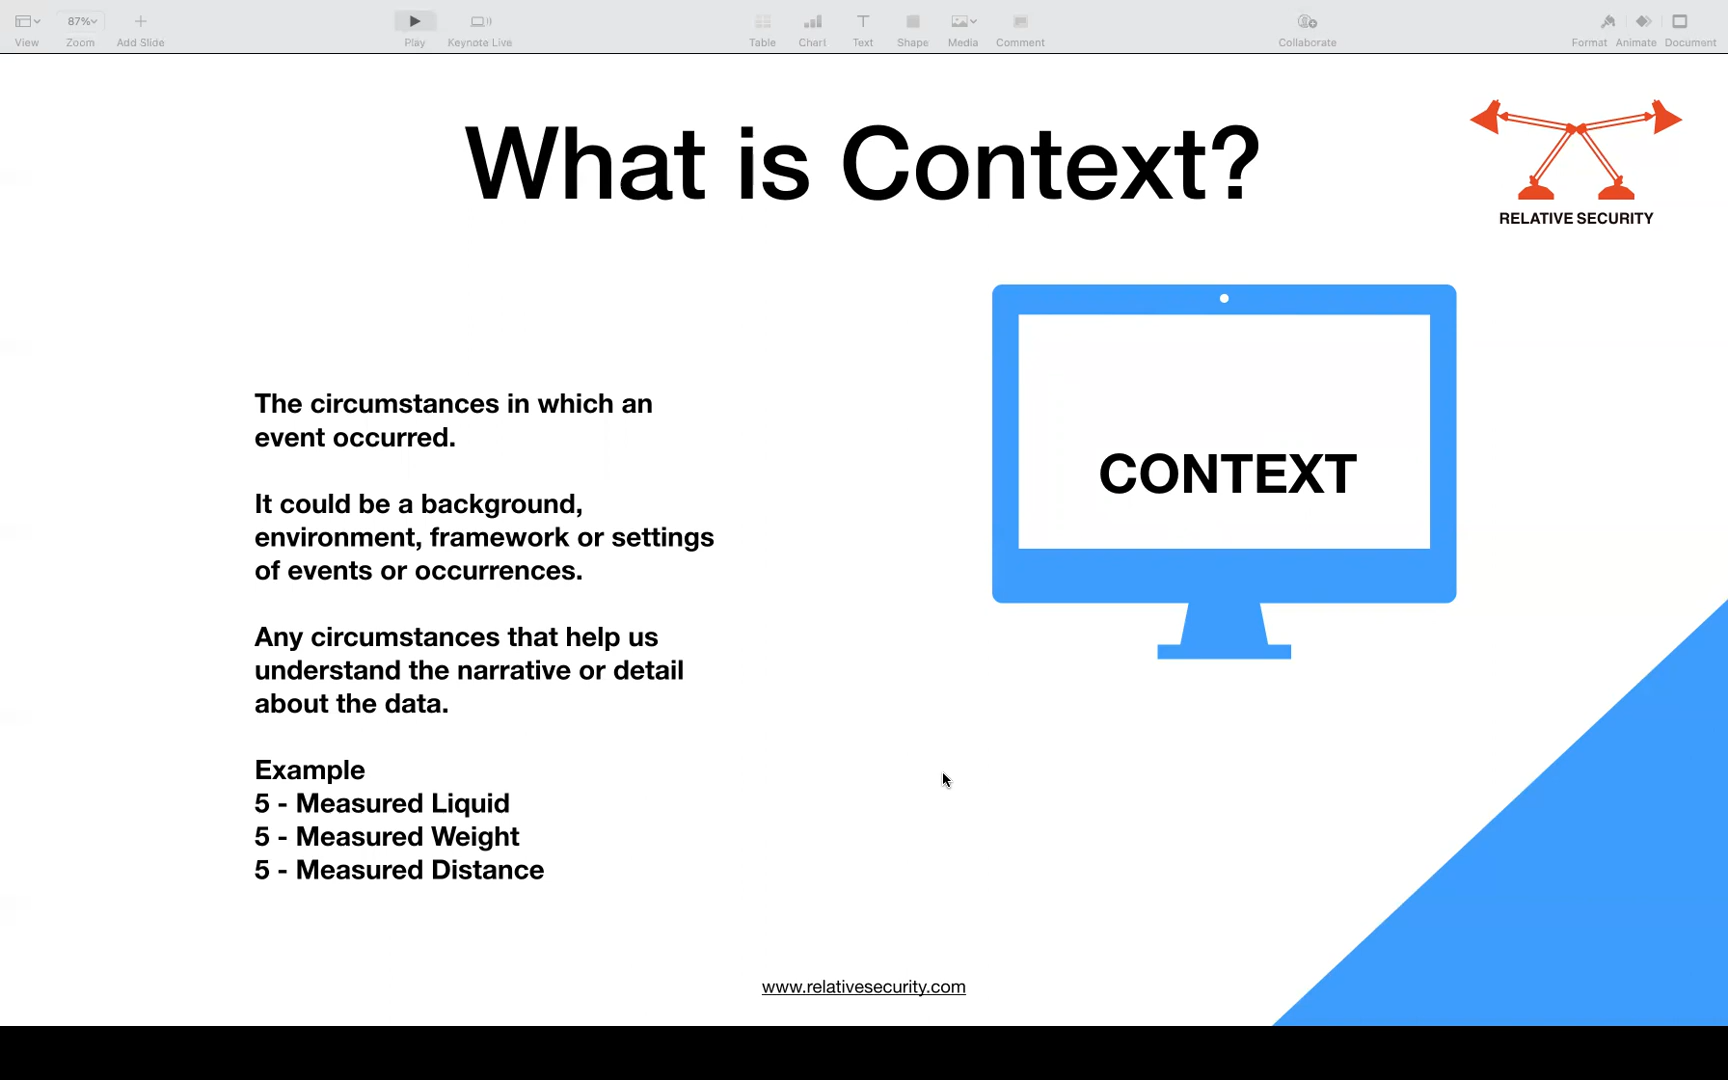 87%
View
Zoom
Add Slide
Play
Keynote Live
Table
Chart
Text
Shape
Media
Comment
Collaborate
Format
Animate
Document
What is Context?
RELATIVE SECURITY
The circumstances in which an
event occurred.
It could be a background,
environment, framework or settings
of events or occurrences.
Any circumstances that help us
understand the narrative or detail
about the data.
Example
5 - Measured Liquid
5 - Measured Weight
5 - Measured Distance
CONTEXT
www.relativesecurity.com